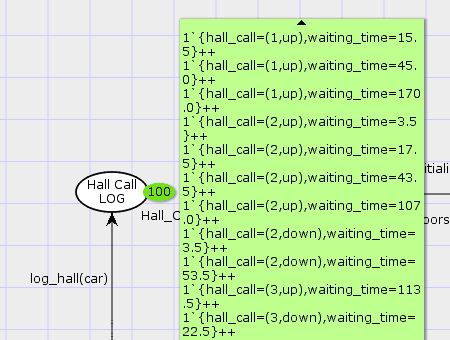 1`{hall_call=(1,up),waiting_time=15.
5}++
1`{hall_call=(1,up),waiting_time=45.
0}++
1`{hall_call=(1,up),waiting_time=170
.0}++
1`{hall_call=(2,up),waiting_time=3.5
}++
1`{hall_call=(2,up),waiting_time=17.
5}++
1`{hall_call=(2,up),waiting_time=43.
5}++
1`{hall_call=(2,up),waiting_time=107
.0}++
1`{hall_call=(2,down),waiting_time=
3.5}++
1`{hall_call=(2,down),waiting_time=
53.5}++
1`{hall_call=(3,up),waiting_time=113
.5}++
1`{hall_call=(3,down),waiting_time=
22.5}++
Hall Call
LOG
100
Hall_C
log_hall(car)
itiali
oors